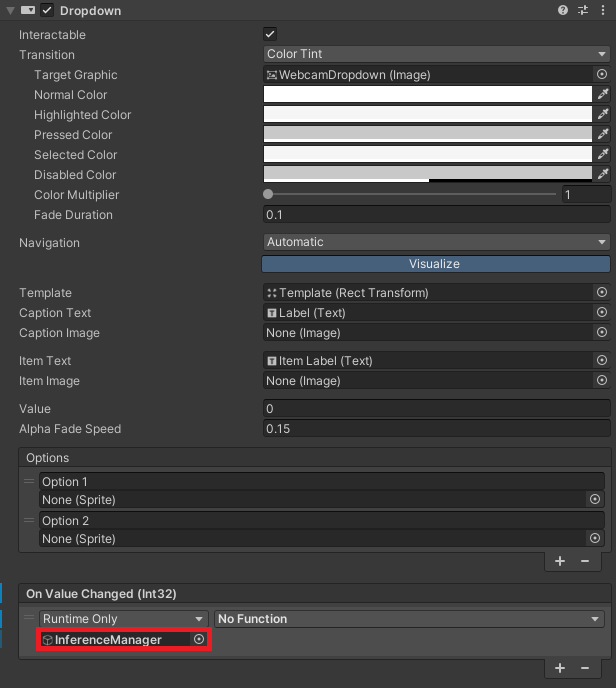 Dropdown
Interactable
Transition Color Tint
Target Graphic WebcamDropdown (Image)
Normal Color
Highlighted Color
Pressed Color
Selected Color
Disabled Color
Color Multiplier 1
Fade Duration 0.1
Navigation Automatic
Visualize
Template Template (Rect Transform)
Caption Text Label (Text)
Caption Image None (Image)
Item Text Item Label (Text)
Item Image None (Image)
Value 0
Alpha Fade Speed 0.15
Options
Option 1
None (Sprite)
Option 2
None (Sprite)
On Value Changed (Int32)
Runtime Only No Function
InferenceManager